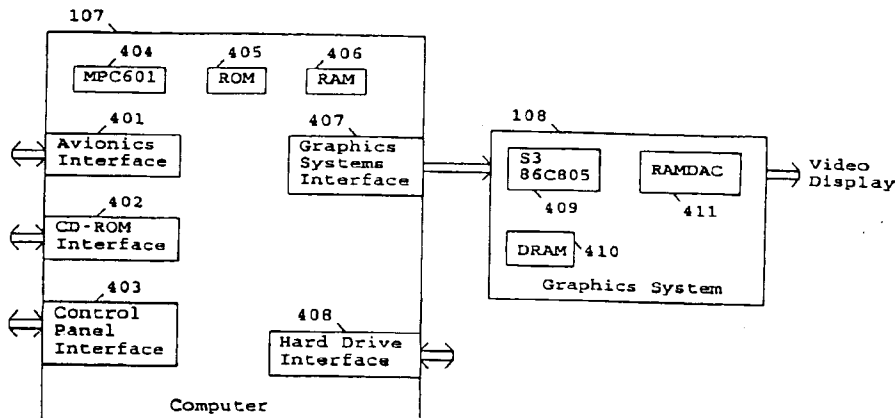 107
404
405
406
MPC601
ROM
RAM
401
Avionics
Interface
407
Graphics
Systems
Interface
402
CD-ROM
Interface
403
Control
Panel
Interface
408
Hard Drive
Interface
Computer
108
S3
86C805
409
RAMDAC
411
DRAM
410
Graphics System
Video
Display